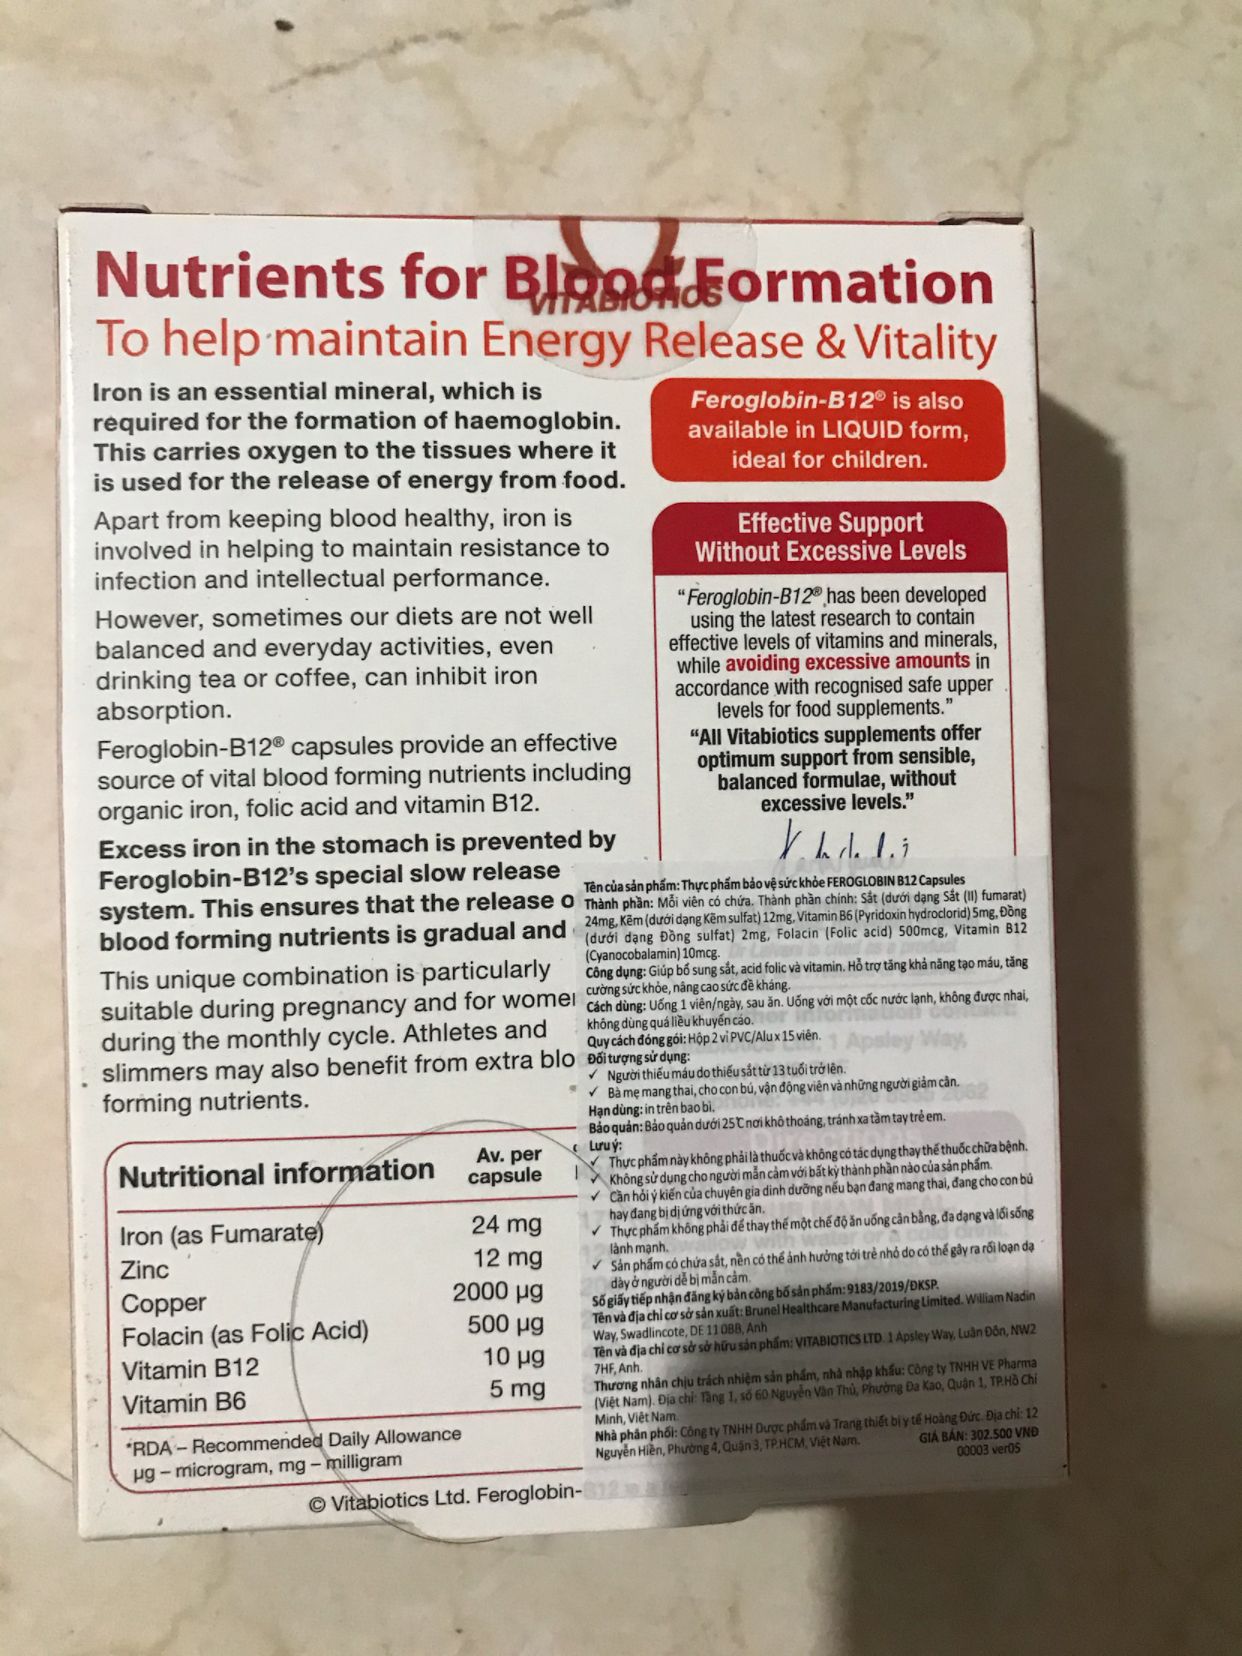 Nutrients for Blood Formation
VITABIOTICS
To help maintain Energy Release & Vitality
Iron is an essential mineral, which is
required for the formation of haemoglobin.
This carries oxygen to the tissues where it
is used for the release of energy from food.
Apart from keeping blood healthy, iron is
involved in helping to maintain resistance to
infection and intellectual performance.
However, sometimes our diets are not well
balanced and everyday activities, even
drinking tea or coffee, can inhibit iron
absorption.
Feroglobin-B12® capsules provide an effective
source of vital blood forming nutrients including
organic iron, folic acid and vitamin B12.
Excess iron in the stomach is prevented by
Feroglobin-B12's special slow release
system. This ensures that the release o
blood forming nutrients is gradual and
This unique combination is particularly
suitable during pregnancy and for women
during the monthly cycle. Athletes and
slimmers may also benefit from extra blo
forming nutrients.
Feroglobin-B12® is also
available in LIQUID form,
ideal for children.
Effective Support
Without Excessive Levels
“Feroglobin-B12® has been developed
using the latest research to contain
effective levels of vitamins and minerals,
while avoiding excessive amounts in
accordance with recognised safe upper
levels for food supplements.”
“All Vitabiotics supplements offer
optimum support from sensible,
balanced formulae, without
excessive levels.”
Nutritional information Av. per
capsule
Iron (as Fumarate) 24 mg
Zinc 12 mg
Copper 2000 µg
Folacin (as Folic Acid) 500 µg
Vitamin B12 10 µg
Vitamin B6 5 mg
*RDA – Recommended Daily Allowance
µg – microgram, mg – milligram
© Vitabiotics Ltd. Feroglobin-
Tên của sản phẩm: Thực phẩm bảo vệ sức khỏe FEROGLOBIN B12 Capsules
Thành phần: Mỗi viên có chứa. Thành phần chính: Sắt (dưới dạng Sắt (II) fumarat)
24mg, Kẽm (dưới dạng Kẽm sulfat) 12mg, Vitamin B6 (Pyridoxin hydroclorid) 5mg, Đồng
(dưới dạng Đồng sulfat) 2mg, Folacin (Folic acid) 500mcg, Vitamin B12
(Cyanocobalamin) 10mcg.
Công dụng: Giúp bổ sung sắt, acid folic và vitamin. Hỗ trợ tăng khả năng tạo máu, tăng
cường sức khỏe, nâng cao sức đề kháng.
Cách dùng: Uống 1 viên/ngày, sau ăn. Uống với một cốc nước lạnh, không được nhai,
không dùng quá liều khuyến cáo.
Quy cách đóng gói: Hộp 2 vỉ PVC/Alu x 15 viên.
Đối tượng sử dụng:
✓ Người thiếu máu do thiếu sắt từ 13 tuổi trở lên.
✓ Bà mẹ mang thai, cho con bú, vận động viên và những người giảm cân.
Hạn dùng: in trên bao bì.
Bảo quản: Bảo quản dưới 25℃ nơi khô thoáng, tránh xa tầm tay trẻ em.
Lưu ý:
✓ Thực phẩm này không phải là thuốc và không có tác dụng thay thế thuốc chữa bệnh.
✓ Không sử dụng cho người mẫn cảm với bất kỳ thành phần nào của sản phẩm.
✓ Cần hỏi ý kiến của chuyên gia dinh dưỡng nếu bạn đang mang thai, đang cho con bú
hay đang bị dị ứng với thức ăn.
✓ Thực phẩm không phải để thay thế một chế độ ăn uống cân bằng, đa dạng và lối sống
lành mạnh.
✓ Sản phẩm có chứa sắt, nên có thể ảnh hưởng tới trẻ nhỏ do có thể gây ra rối loạn dạ
dày ở người dễ bị mẫn cảm.
Số giấy tiếp nhận đăng ký bản công bố sản phẩm: 9183/2019/ĐKSP.
Tên và địa chỉ cơ sở sản xuất: Brunel Healthcare Manufacturing Limited. William Nadin
Way, Swadlincote, DE 11 0BB, Anh
Tên và địa chỉ cơ sở sở hữu sản phẩm: VITABIOTICS LTD. 1 Apsley Way, Luân Đôn, NW2
7HF, Anh.
Thương nhân chịu trách nhiệm sản phẩm, nhà nhập khẩu: Công ty TNHH VE Pharma
(Việt Nam). Địa chỉ: Tầng 1, số 60 Nguyễn Văn Thủ, Phường Đa Kao, Quận 1, TP.Hồ Chí
Minh, Việt Nam.
Nhà phân phối: Công ty TNHH Dược phẩm và Trang thiết bị y tế Hoàng Đức. Địa chỉ: 12
Nguyễn Hiền, Phường 4, Quận 3, TP.HCM, Việt Nam. GIÁ BÁN: 302.500 VNĐ
00003 ver05